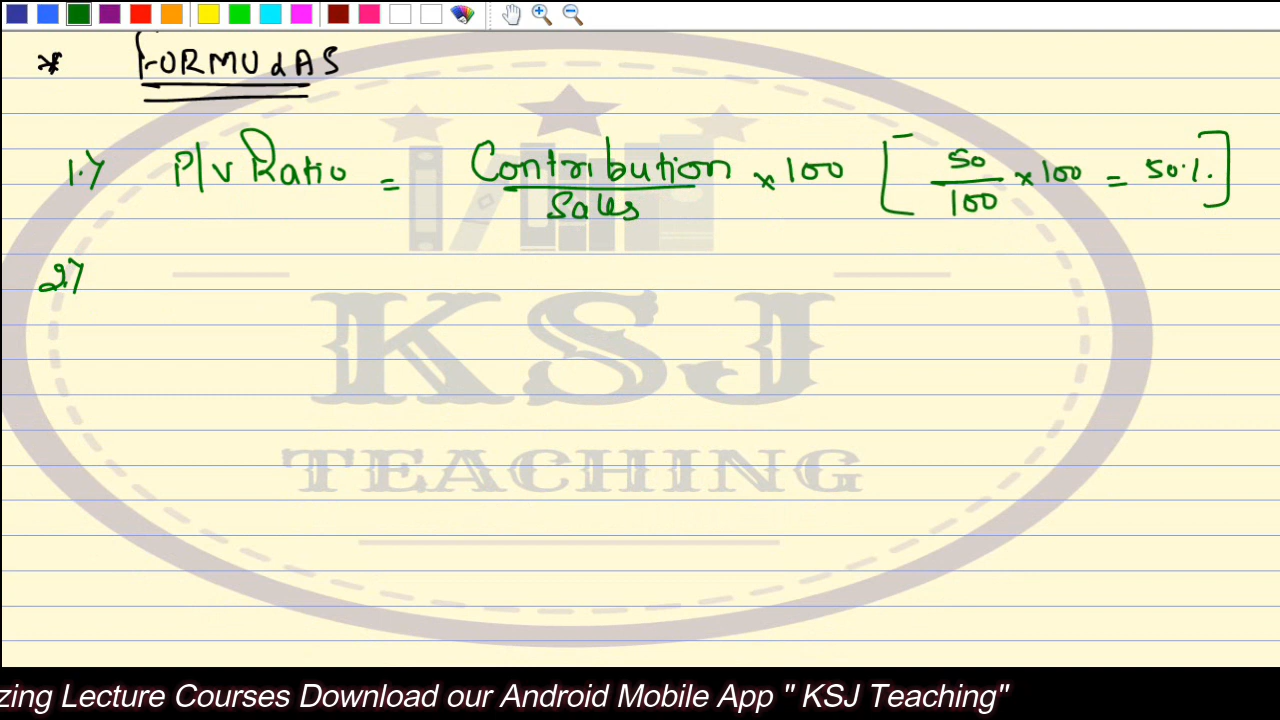 * FORMULAS
1.) P/V Ratio = Contribution / Sales × 100 [ 50 / 100 × 100 = 50%. ]
2.)
KSJ
TEACHING
zing Lecture Courses Download our Android Mobile App " KSJ Teaching"